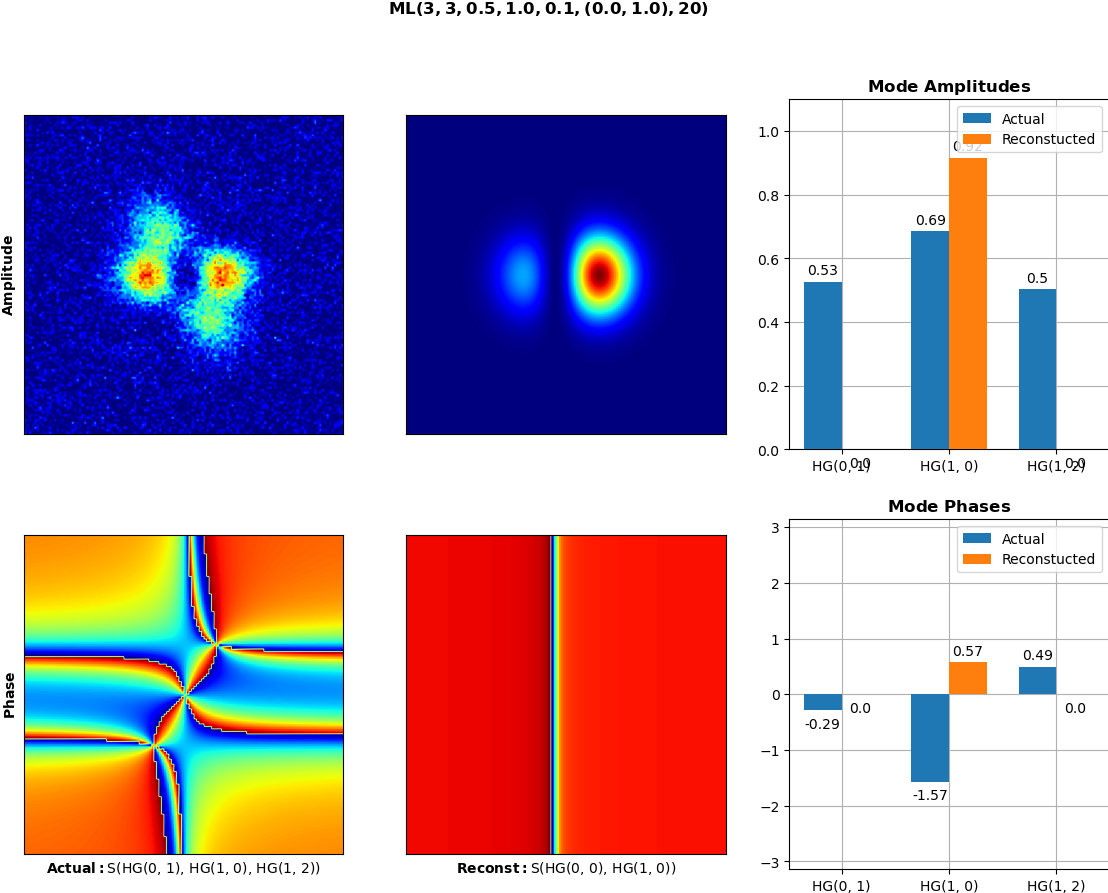 ML(3, 3, 0.5, 1.0, 0.1, (0.0, 1.0), 20)
Amplitude
Mode Amplitudes
Actual
Reconstucted
1.0
0.8
0.6
0.4
0.2
0.0
0.53
0.0
0.69
0.92
0.5
0.0
HG(0, 1)
HG(1, 0)
HG(1, 2)
Phase
Actual: S(HG(0, 1), HG(1, 0), HG(1, 2))
Reconst: S(HG(0, 0), HG(1, 0))
Mode Phases
Actual
Reconstucted
3
2
1
0
−1
−2
−3
-0.29
0.0
-1.57
0.57
0.49
0.0
HG(0, 1)
HG(1, 0)
HG(1, 2)